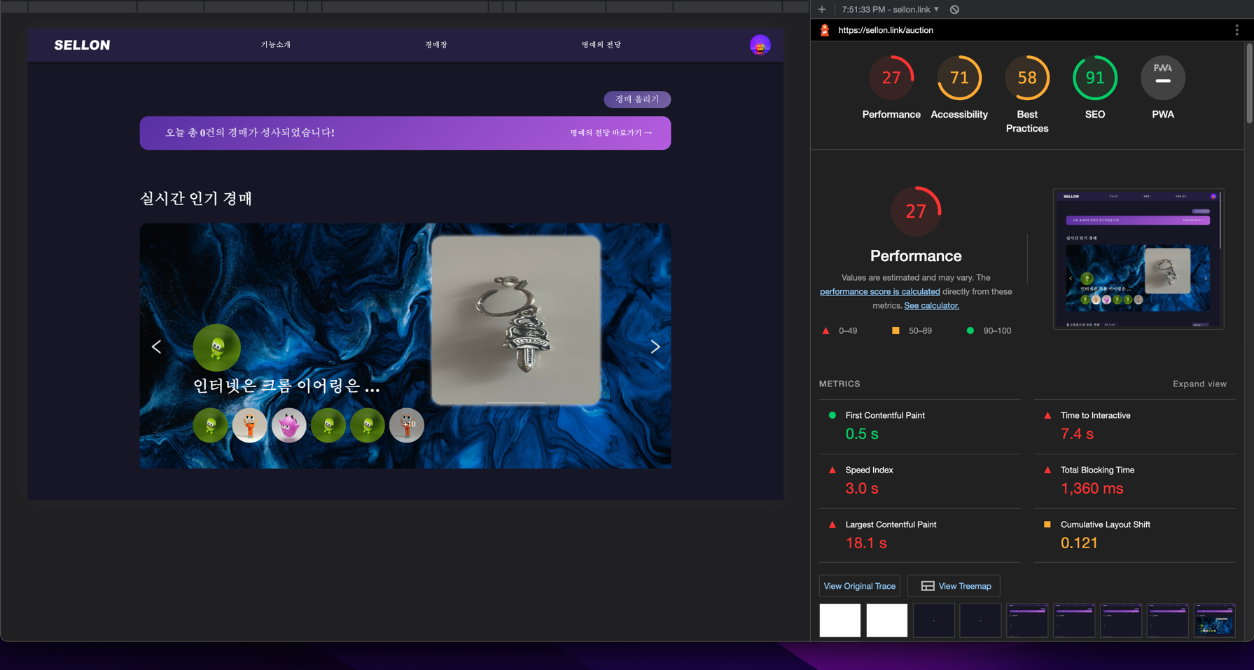 7:51:33 PM - sellon.link
https://sellon.link/auction
SELLON
기능소개
경매장
명예의 전당
경매 올리기
오늘 총 0건의 경매가 성사되었습니다!
명예의 전당 바로가기 →
실시간 인기 경매
인터넷은 크롬 이어링은 ...
+10
27
71
58
91
PWA
Performance
Accessibility
Best
Practices
SEO
PWA
27
Performance
Values are estimated and may vary. The
performance score is calculated directly from these
metrics. See calculator.
0–49
50–89
90–100
METRICS
Expand view
First Contentful Paint
0.5 s
Time to Interactive
7.4 s
Speed Index
3.0 s
Total Blocking Time
1,360 ms
Largest Contentful Paint
18.1 s
Cumulative Layout Shift
0.121
View Original Trace
View Treemap